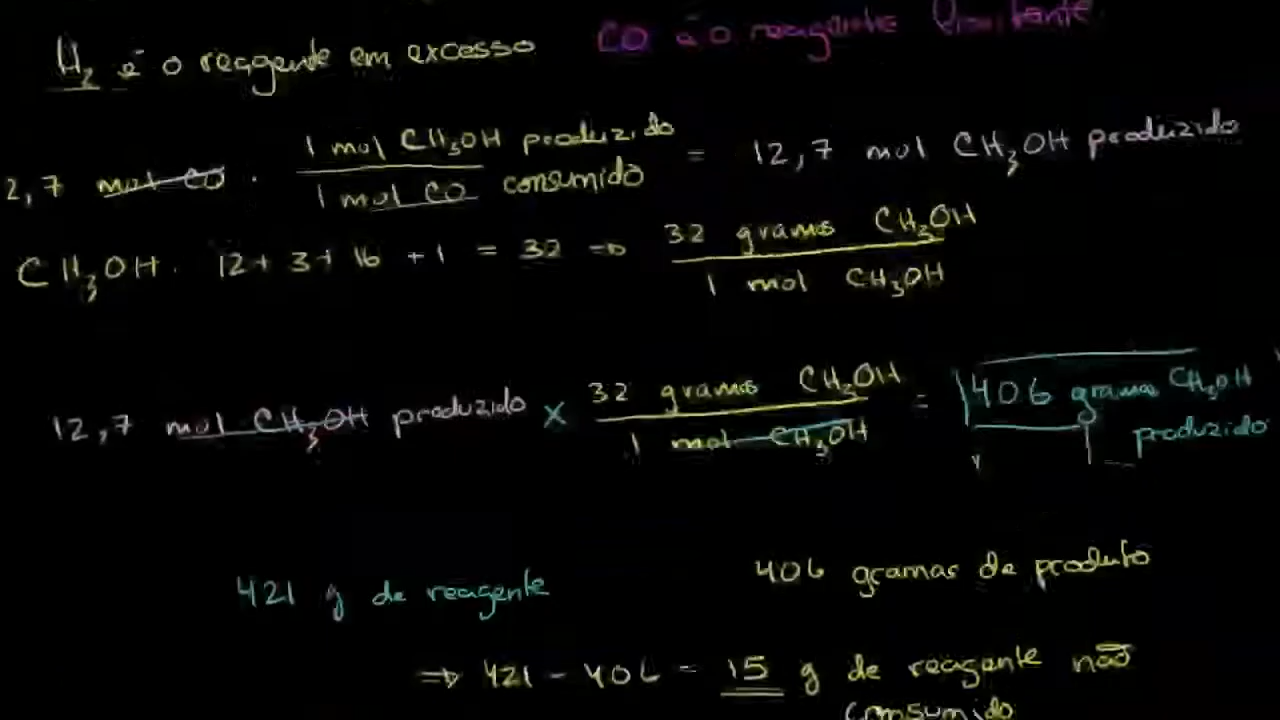 H₂ é o reagente em excesso CO é o reagente limitante
2,7 mol CO · 1 mol CH₃OH produzido / 1 mol CO consumido = 12,7 mol CH₃OH produzido
CH₃OH. 12+3+16+1 = 32 ⇒ 32 gramas CH₃OH / 1 mol CH₃OH
12,7 mol CH₃OH produzido × 32 gramas CH₃OH / 1 mol CH₃OH = 406 gramas CH₃OH produzido
421 g de reagente 406 gramas de produto
⇒ 421 - 406 = 15 g de reagente não
consumido